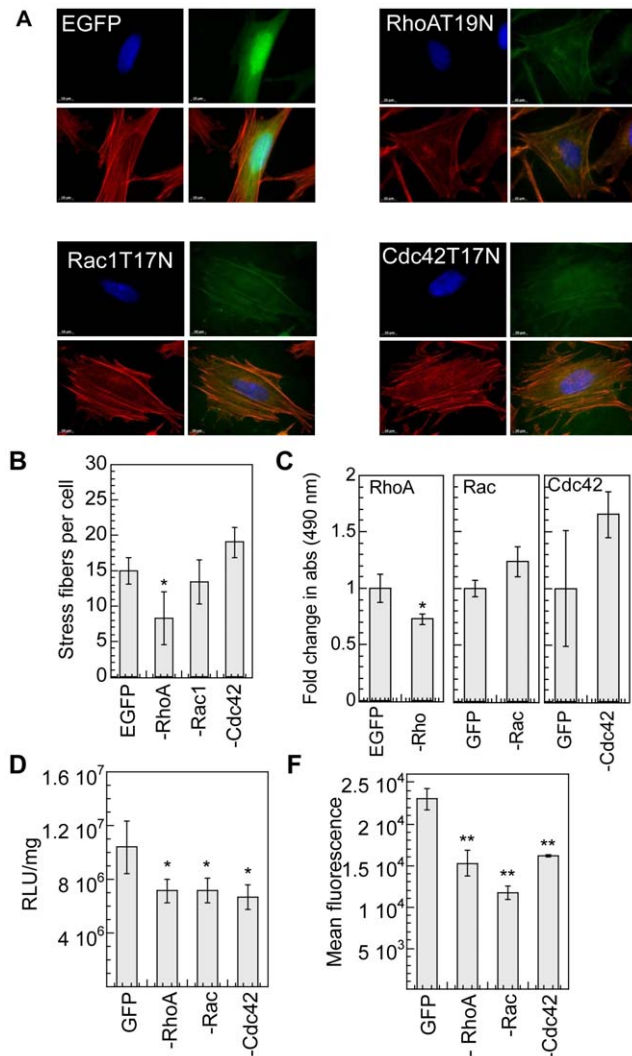 A
EGFP
RhoAT19N
Rac1T17N
Cdc42T17N
B
Stress fibers per cell
30
25
20
15
10
5
0
*
EGFP
-RhoA
-Rac1
-Cdc42
C
Fold change in abs (490 nm)
2
1.5
1
0.5
0
RhoA
Rac
Cdc42
*
EGFP
-Rho
GFP
-Rac
GFP
-Cdc42
D
RLU/mg
1.6 10⁷
1.2 10⁷
8 10⁶
4 10⁶
* * *
GFP
-RhoA
-Rac
-Cdc42
F
Mean fluorescence
2.5 10⁴
2 10⁴
1.5 10⁴
1 10⁴
5 10³
** ** **
GFP
- RhoA
-Rac
-Cdc42